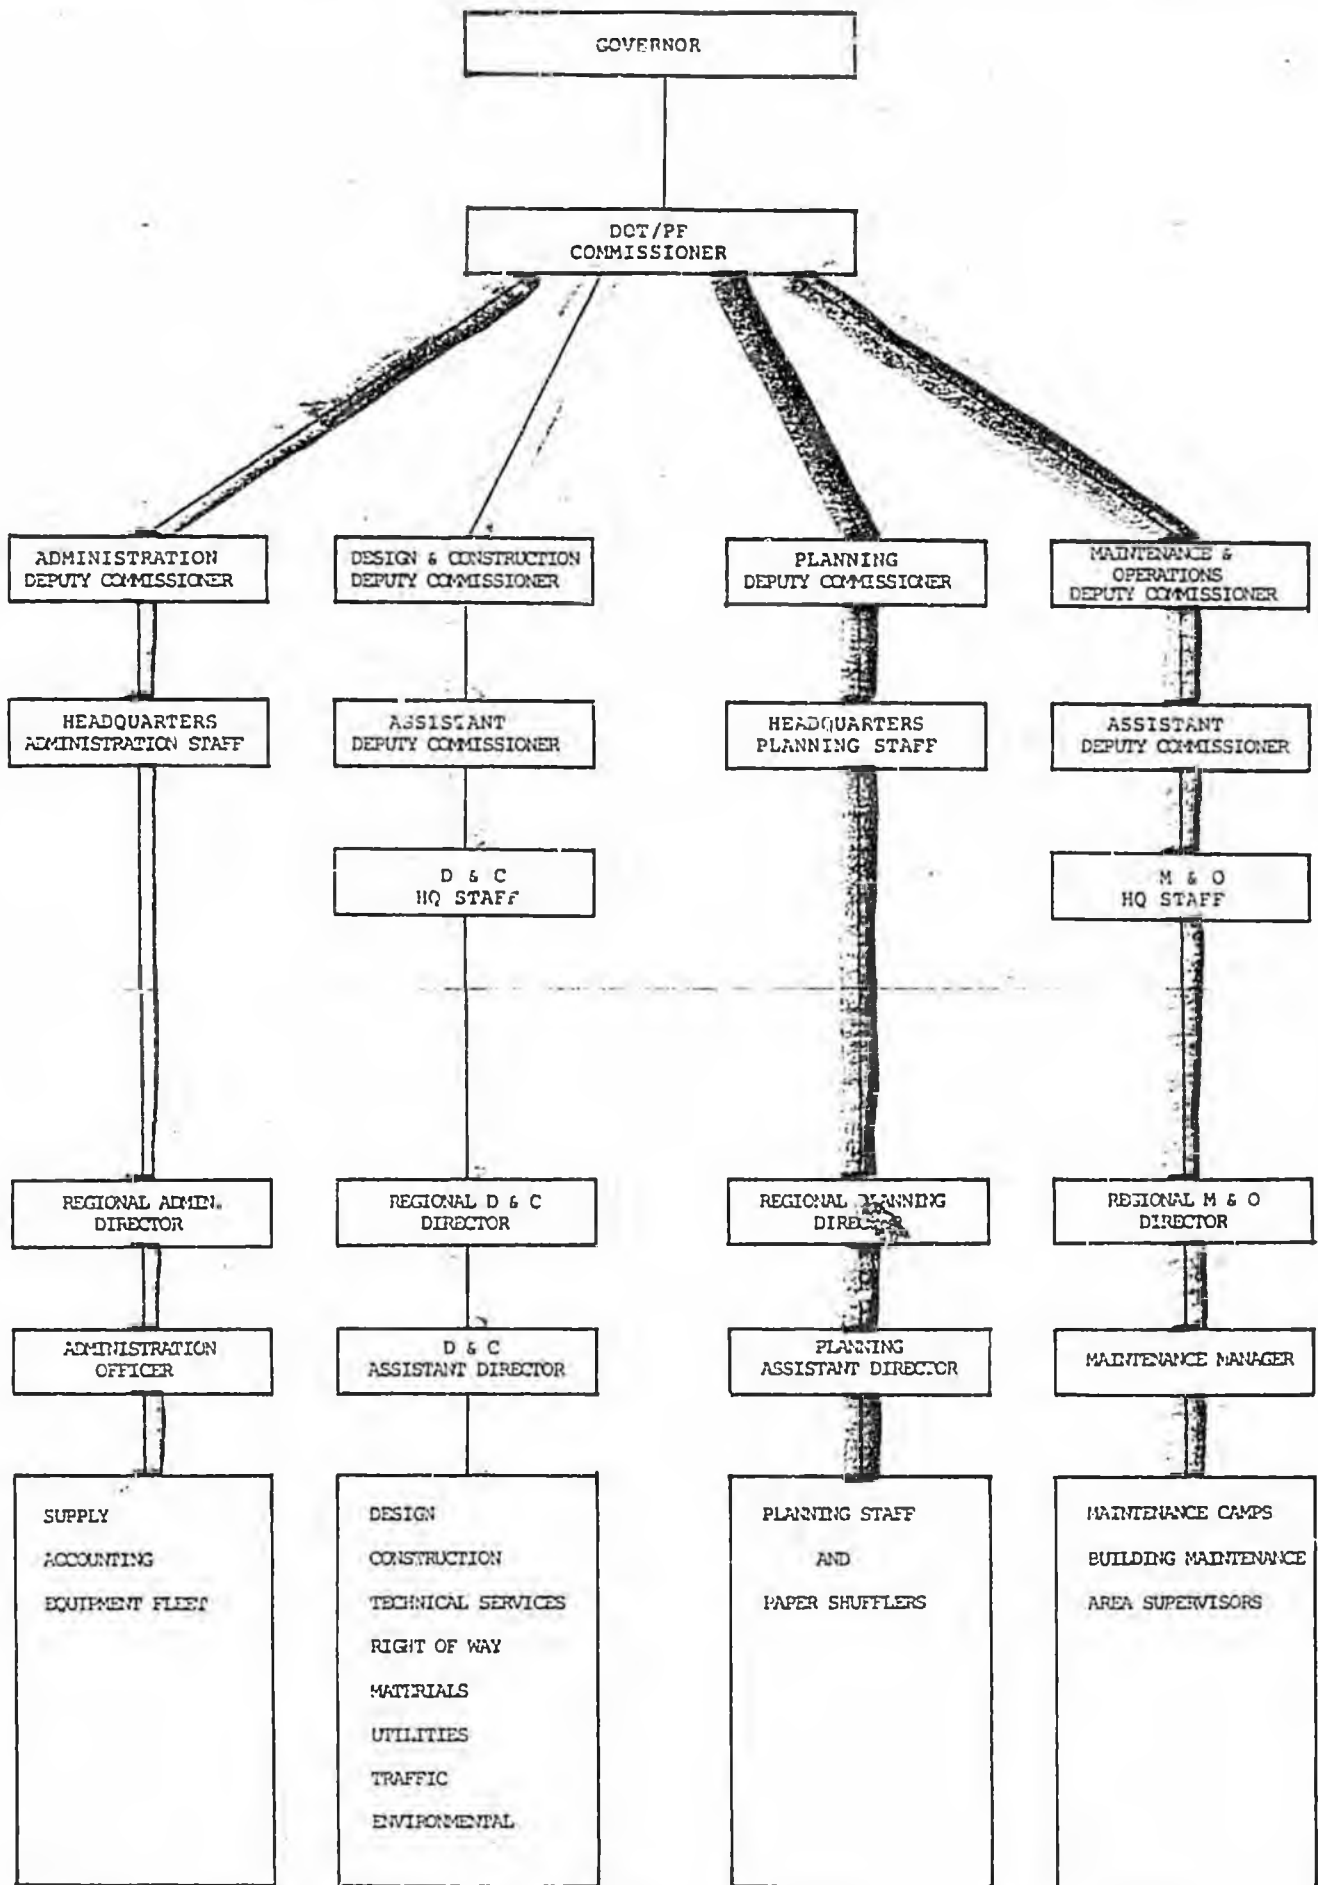 GOVERNOR
DOT/PF
COMMISSIONER
ADMINISTRATION
DEPUTY COMMISSIONER
DESIGN & CONSTRUCTION
DEPUTY COMMISSIONER
PLANNING
DEPUTY COMMISSIONER
MAINTENANCE &
OPERATIONS
DEPUTY COMMISSIONER
HEADQUARTERS
ADMINISTRATION STAFF
ASSISTANT
DEPUTY COMMISSIONER
HEADQUARTERS
PLANNING STAFF
ASSISTANT
DEPUTY COMMISSIONER
D & C
HQ STAFF
M & O
HQ STAFF
REGIONAL ADMIN.
DIRECTOR
REGIONAL D & C
DIRECTOR
REGIONAL PLANNING
DIRECTOR
REGIONAL M & O
DIRECTOR
ADMINISTRATION
OFFICER
D & C
ASSISTANT DIRECTOR
PLANNING
ASSISTANT DIRECTOR
MAINTENANCE MANAGER
SUPPLY
ACCOUNTING
EQUIPMENT FLEET
DESIGN
CONSTRUCTION
TECHNICAL SERVICES
RIGHT OF WAY
MATERIALS
UTILITIES
TRAFFIC
ENVIRONMENTAL
PLANNING STAFF
AND
PAPER SHUFFLERS
MAINTENANCE CAMPS
BUILDING MAINTENANCE
AREA SUPERVISORS